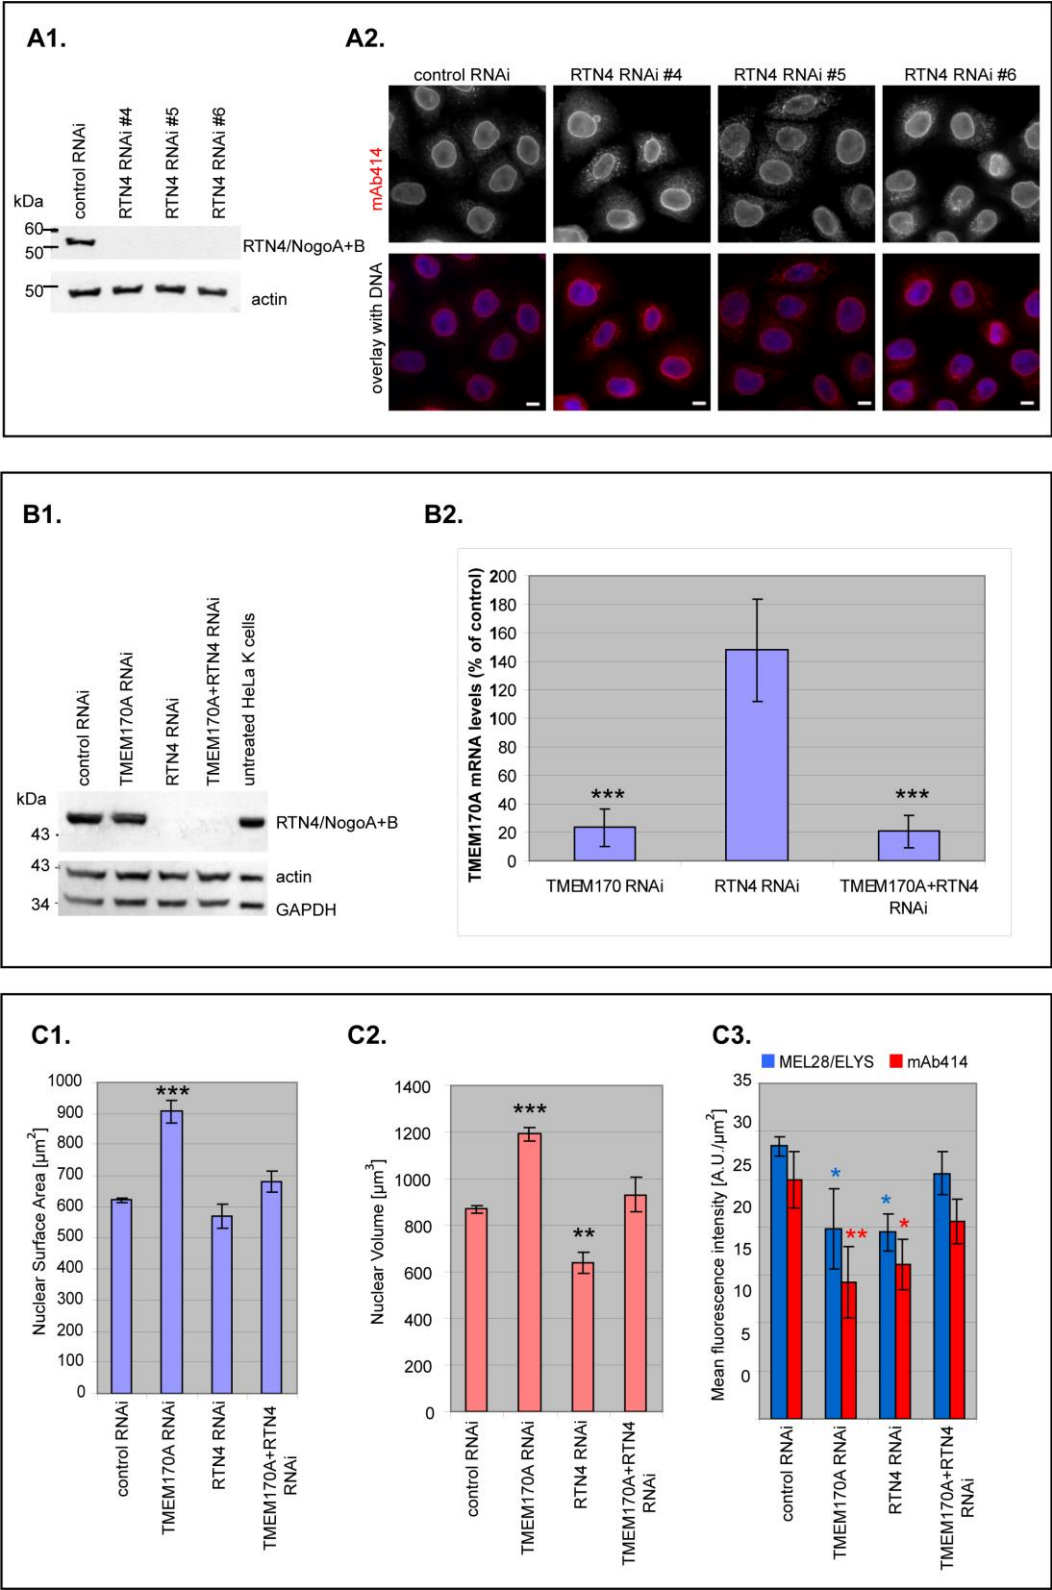 A1.
control RNAi
RTN4 RNAi #4
RTN4 RNAi #5
RTN4 RNAi #6
kDa
60
50
RTN4/NogoA+B
50
actin
A2.
control RNAi
RTN4 RNAi #4
RTN4 RNAi #5
RTN4 RNAi #6
mAb414
overlay with DNA
B1.
control RNAi
TMEM170A RNAi
RTN4 RNAi
TMEM170A+RTN4 RNAi
untreated HeLa K cells
kDa
43
RTN4/NogoA+B
43
actin
34
GAPDH
B2.
TMEM170A mRNA levels (% of control)
200
180
160
140
120
100
80
60
40
20
0
***
***
TMEM170 RNAi
RTN4 RNAi
TMEM170A+RTN4
RNAi
C1.
Nuclear Surface Area [µm²]
1000
900
800
700
600
500
400
300
200
100
0
***
control RNAi
TMEM170A RNAi
RTN4 RNAi
TMEM170A+RTN4
RNAi
C2.
Nuclear Volume [µm³]
1400
1200
1000
800
600
400
200
0
***
**
control RNAi
TMEM170A RNAi
RTN4 RNAi
TMEM170A+RTN4
RNAi
C3.
MEL28/ELYS
mAb414
Mean fluorescence intensity [A.U./µm²]
35
30
25
20
15
10
5
0
*
**
*
*
control RNAi
TMEM170A RNAi
RTN4 RNAi
TMEM170A+RTN4
RNAi